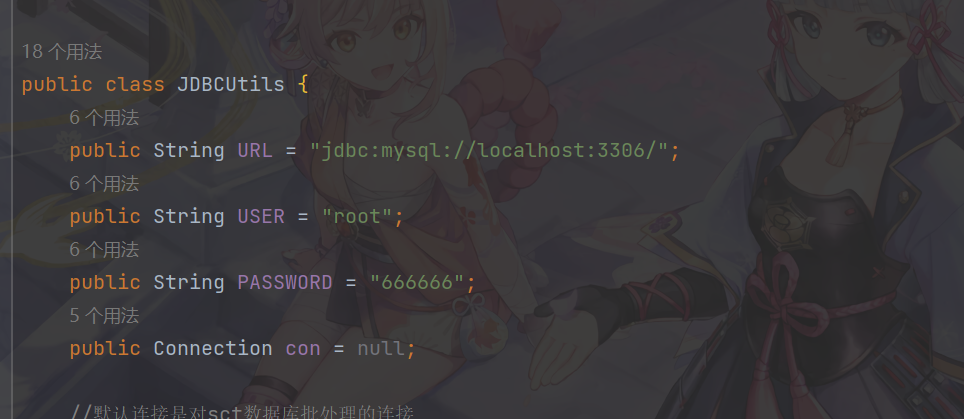 18 个用法
public class JDBCUtils {
6 个用法
public String URL = "jdbc:mysql://localhost:3306/";
6 个用法
public String USER = "root";
6 个用法
public String PASSWORD = "666666";
5 个用法
public Connection con = null;
//默认连接是对sct数据库批处理的连接